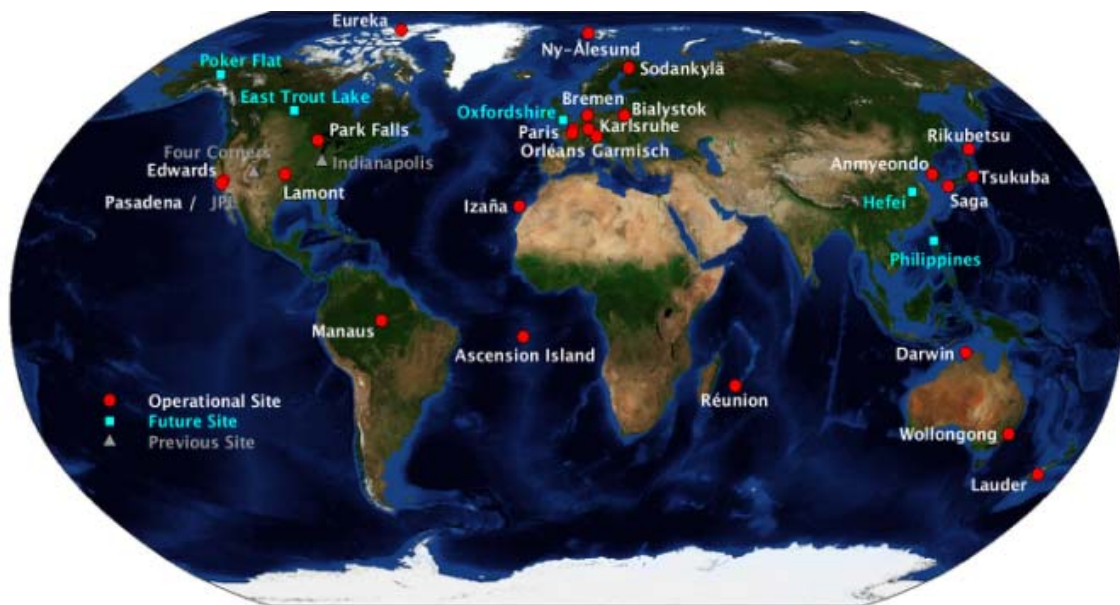 Eureka
Ny-Ålesund
Poker Flat
Sodankylä
East Trout Lake
Bremen
Oxfordshire
Bialystok
Park Falls
Paris
Karlsruhe
Rikubetsu
Four Corners
Indianapolis
Orléans Garmisch
Anmyeondo
Edwards
Tsukuba
Lamont
Pasadena / JPL
Izaña
Hefei
Saga
Philippines
Manaus
Ascension Island
Darwin
Réunion
Operational Site
Future Site
Wollongong
Previous Site
Lauder